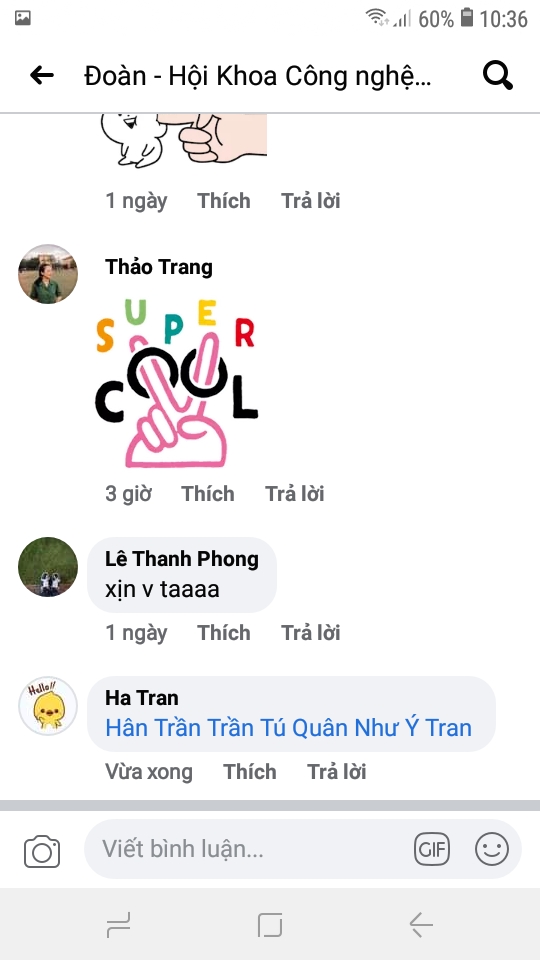 60% 10:36
Đoàn - Hội Khoa Công nghệ...
1 ngày Thích Trả lời
Thảo Trang
SUPER
COOL
3 giờ Thích Trả lời
Lê Thanh Phong
xịn v taaaa
1 ngày Thích Trả lời
Hello!!
Ha Tran
Hân Trần Trần Tú Quân Như Ý Tran
Vừa xong Thích Trả lời
Viết bình luận... GIF